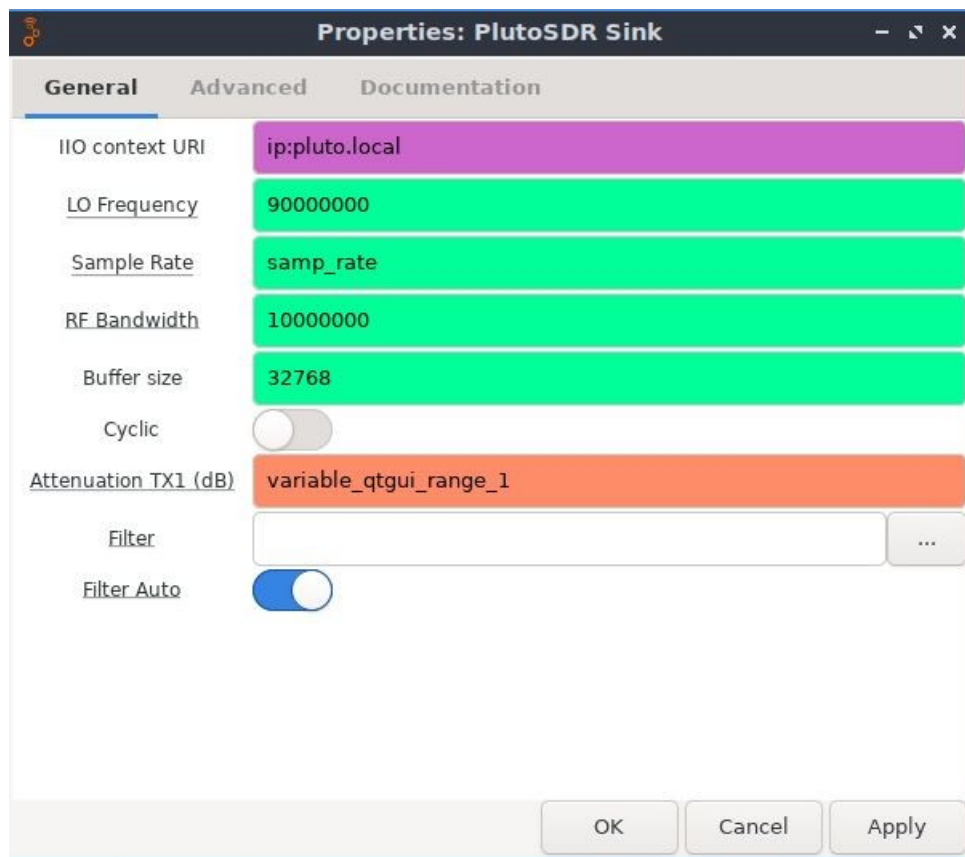 Properties: PlutoSDR Sink
General Advanced Documentation
IIO context URI ip:pluto.local
LO Frequency 90000000
Sample Rate samp_rate
RF Bandwidth 10000000
Buffer size 32768
Cyclic
Attenuation TX1 (dB) variable_qtgui_range_1
Filter ...
Filter Auto
OK Cancel Apply